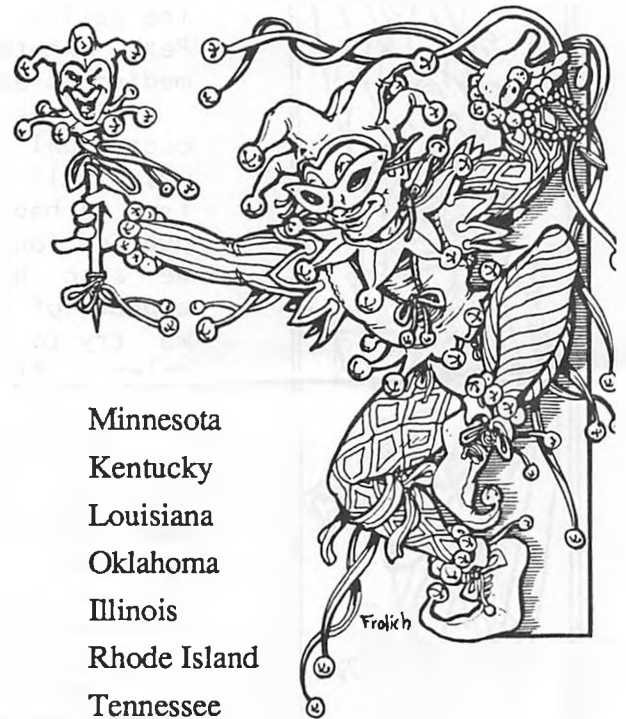 Minnesota
Kentucky
Louisiana
Oklahoma
Illinois
Rhode Island
Tennessee
Frolich